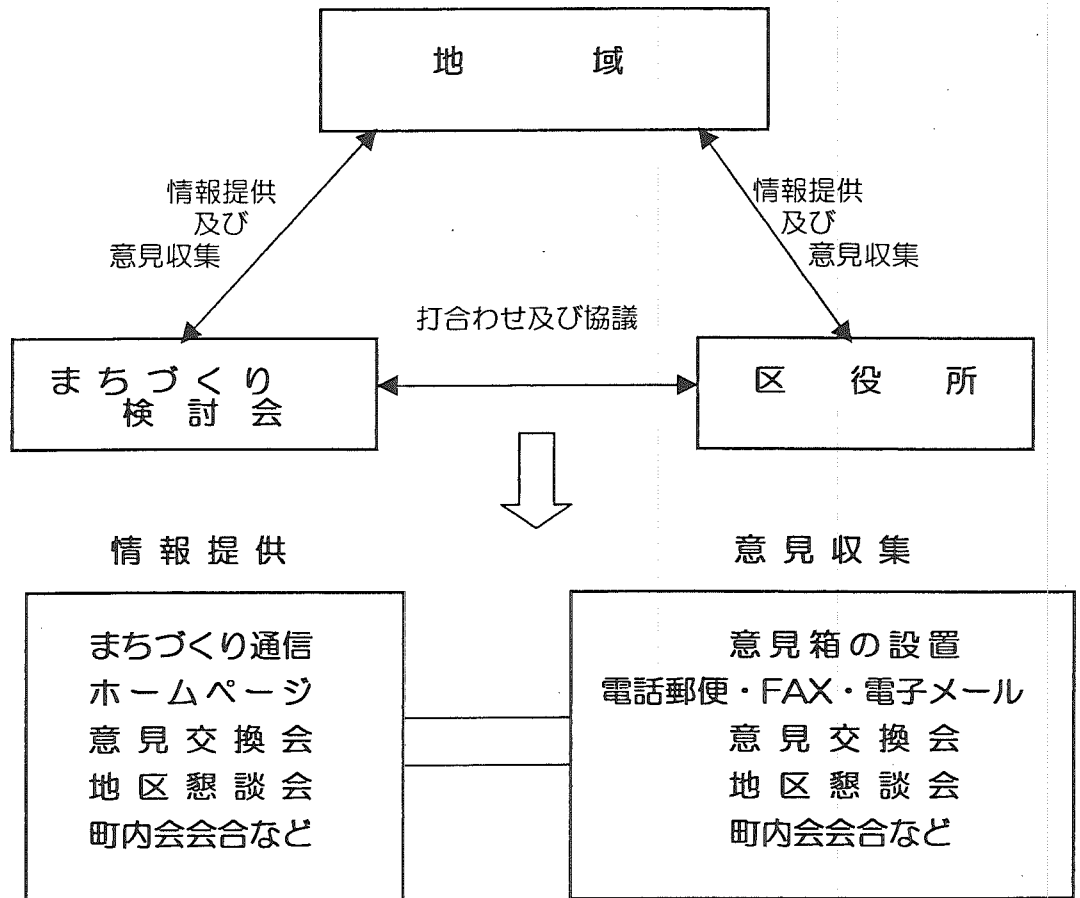 地 域
情報提供
及び
意見収集
情報提供
及び
意見収集
打合わせ及び協議
まちづくり
検討会
区役所
情報提供
意見収集
まちづくり通信
ホームページ
意見交換会
地区懇談会
町内会会合など
意見箱の設置
電話郵便・FAX・電子メール
意見交換会
地区懇談会
町内会会合など